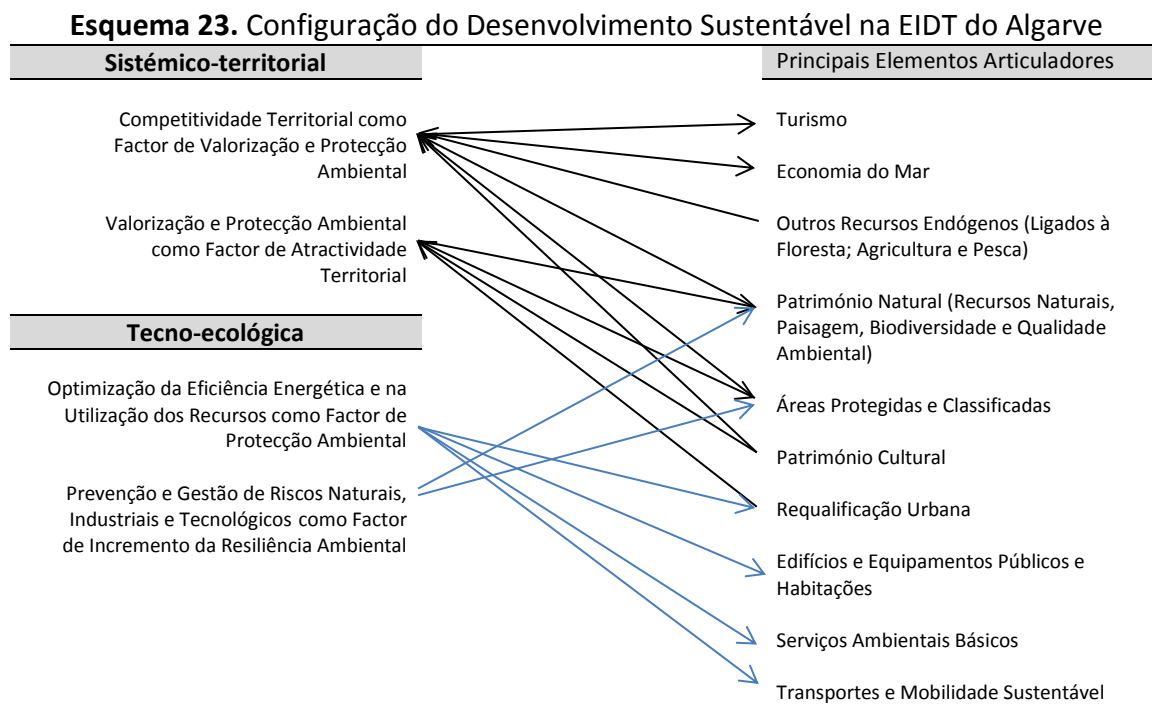 Esquema 23. Configuração do Desenvolvimento Sustentável na EIDT do Algarve
Sistémico-territorial
Competitividade Territorial como
Factor de Valorização e Protecção
Ambiental
Valorização e Protecção Ambiental
como Factor de Atractividade
Territorial
Tecno-ecológica
Optimização da Eficiência Energética e na
Utilização dos Recursos como Factor de
Protecção Ambiental
Prevenção e Gestão de Riscos Naturais,
Industriais e Tecnológicos como Factor
de Incremento da Resiliência Ambiental
Principais Elementos Articuladores
Turismo
Economia do Mar
Outros Recursos Endógenos (Ligados à
Floresta; Agricultura e Pesca)
Património Natural (Recursos Naturais,
Paisagem, Biodiversidade e Qualidade
Ambiental)
Áreas Protegidas e Classificadas
Património Cultural
Requalificação Urbana
Edifícios e Equipamentos Públicos e
Habitações
Serviços Ambientais Básicos
Transportes e Mobilidade Sustentável